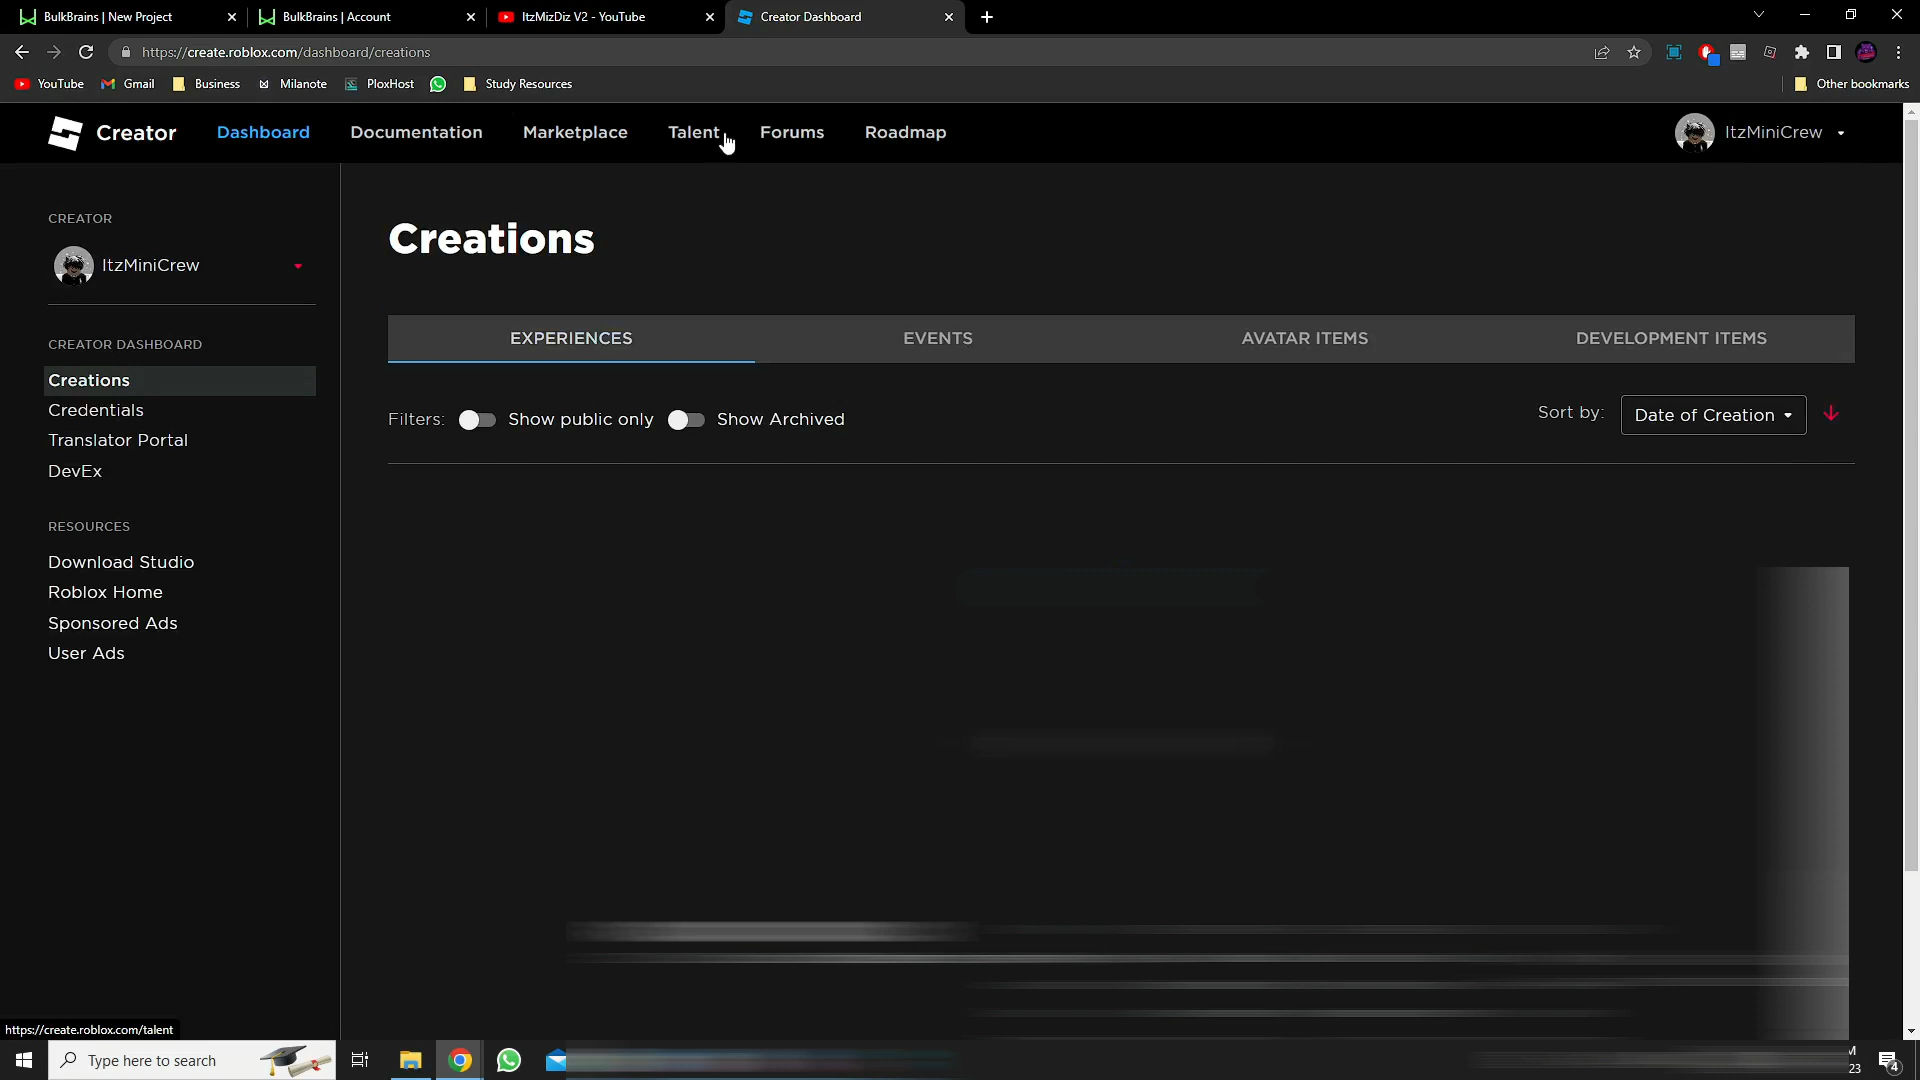 BulkBrains | New Project
BulkBrains | Account
ItzMizDiz V2 - YouTube
Creator Dashboard
https://create.roblox.com/dashboard/creations
YouTube
Gmail
Business
Milanote
PloxHost
Study Resources
Other bookmarks
Creator
Dashboard
Documentation
Marketplace
Talent
Forums
Roadmap
ItzMiniCrew
CREATOR
ItzMiniCrew
CREATOR DASHBOARD
Creations
Credentials
Translator Portal
DevEx
RESOURCES
Download Studio
Roblox Home
Sponsored Ads
User Ads
Creations
EXPERIENCES
EVENTS
AVATAR ITEMS
DEVELOPMENT ITEMS
Filters:
Show public only
Show Archived
Sort by:
Date of Creation
https://create.roblox.com/talent
Type here to search
M
23
4